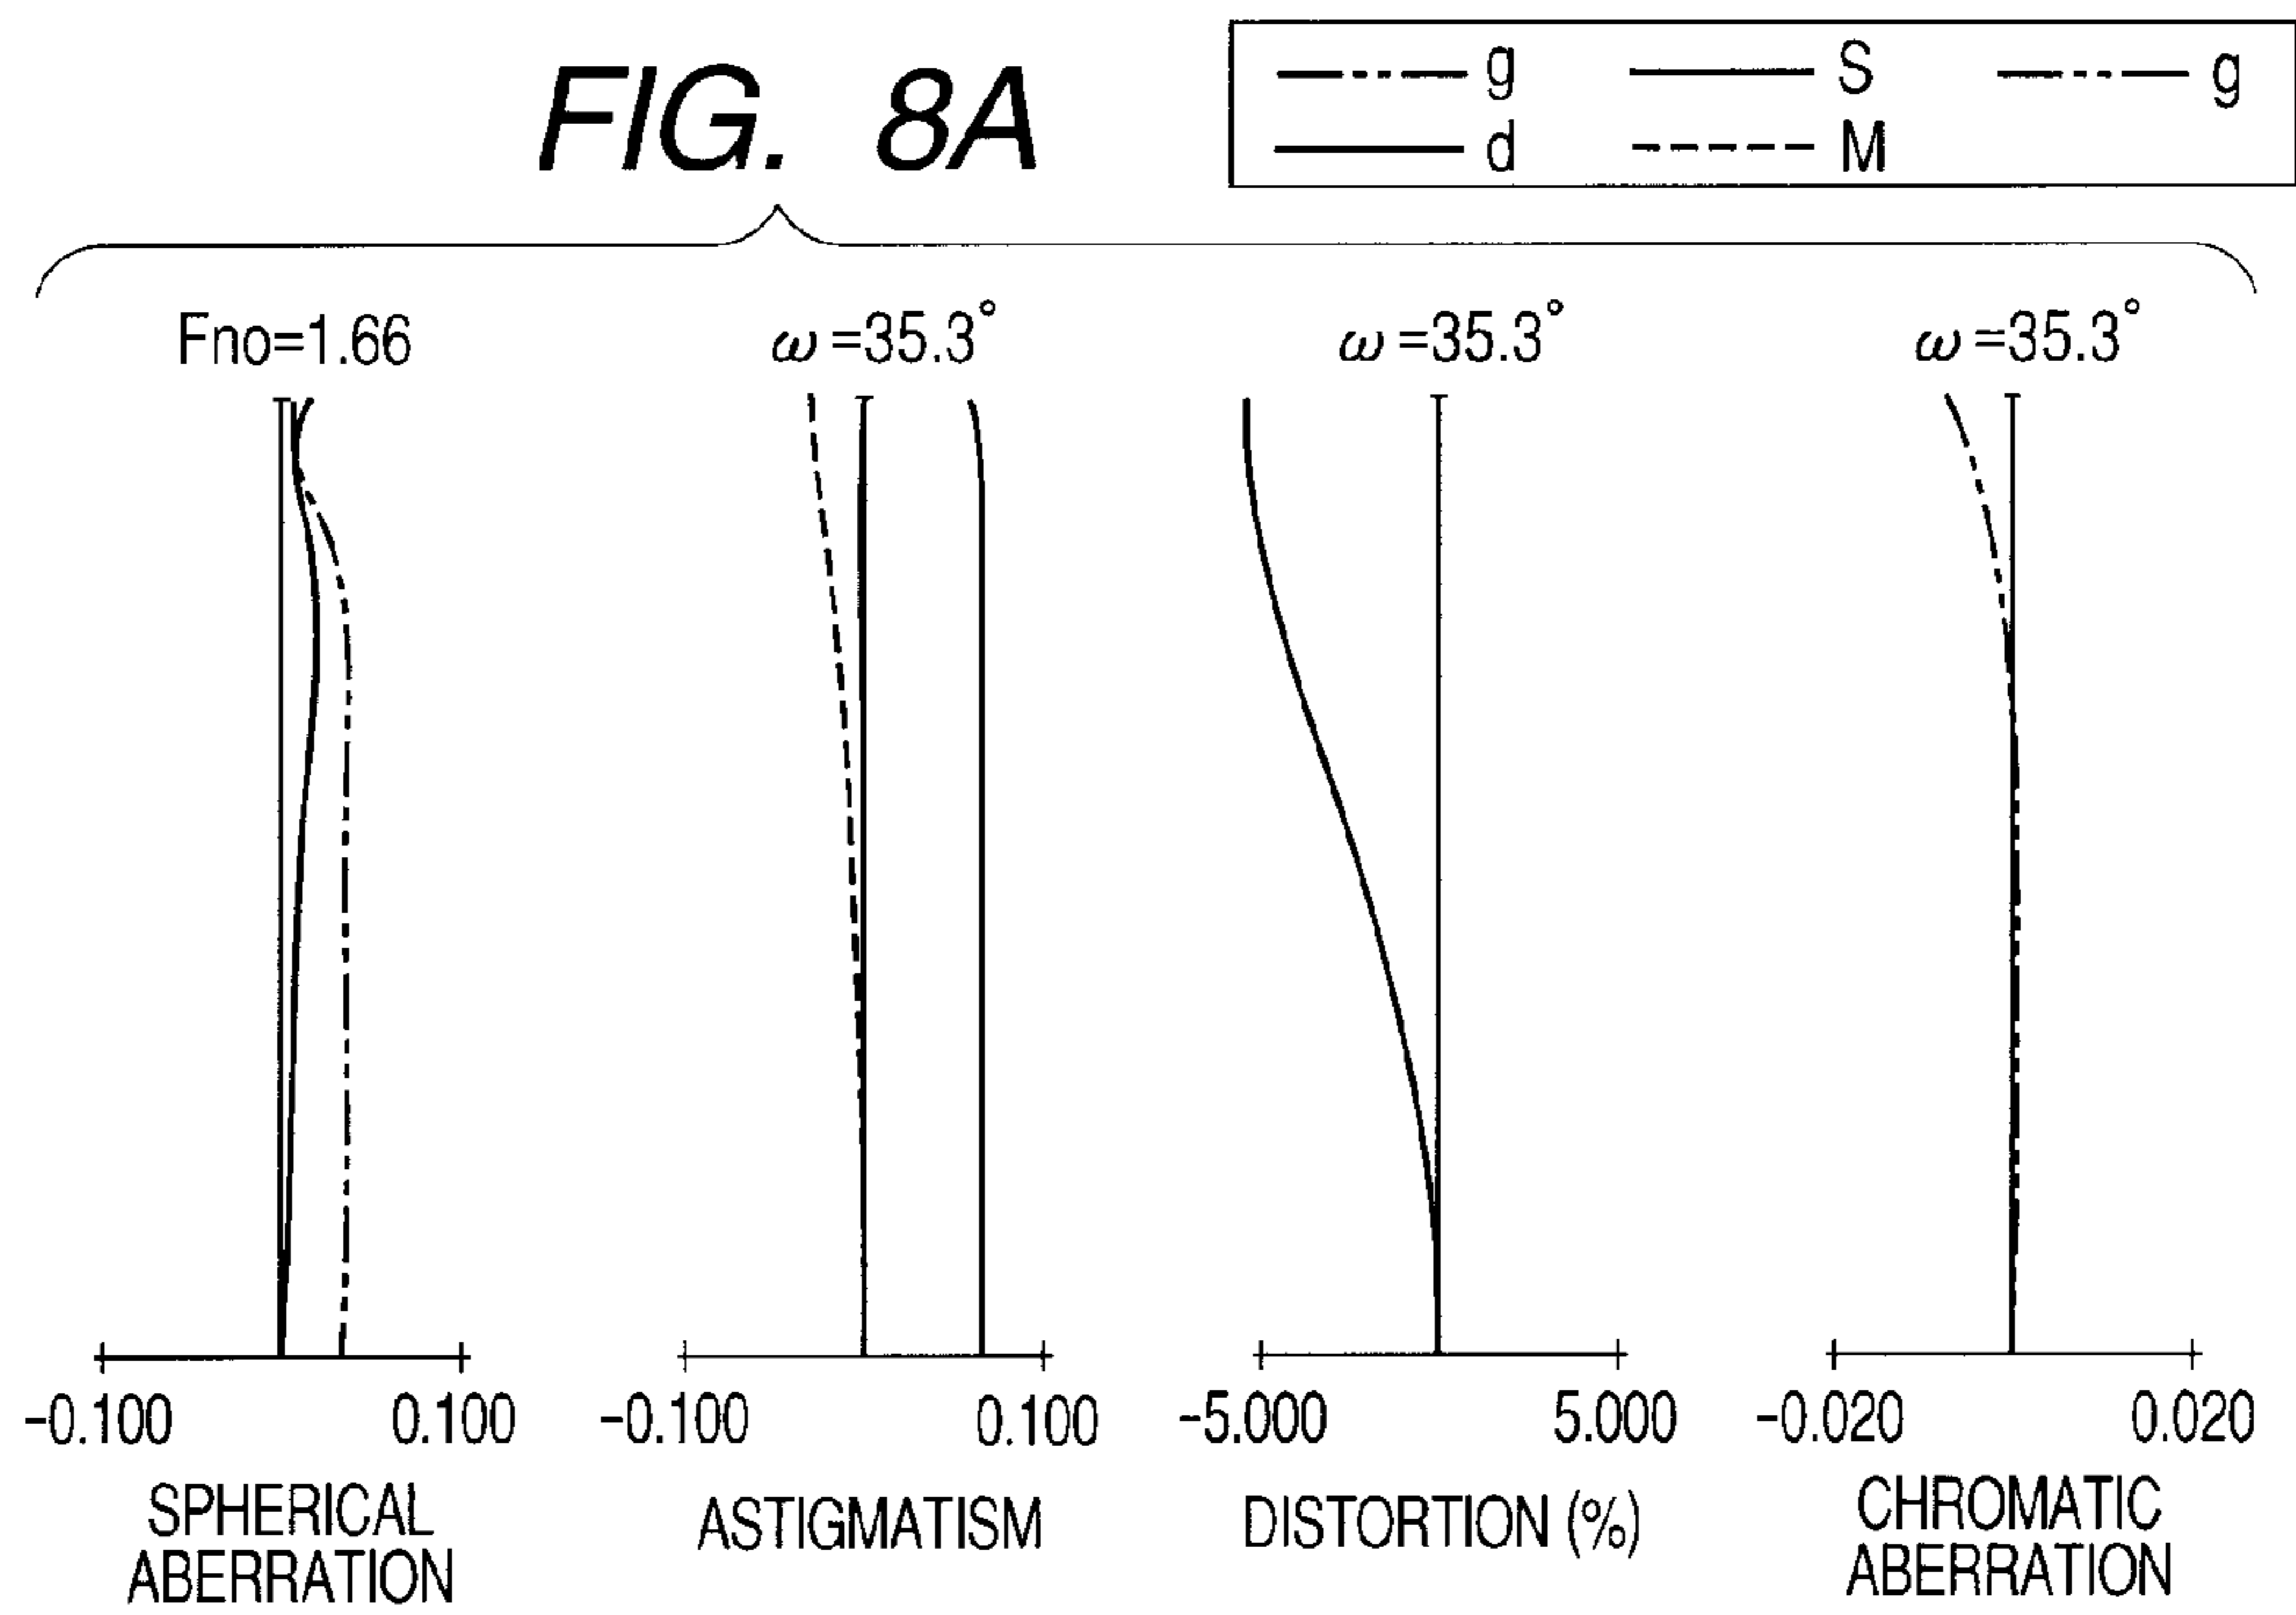 FIG. 8A
g S g
d M
Fno=1.66
ω=35.3°
ω=35.3°
ω=35.3°
-0.100 0.100
-0.100 0.100
-5.000 5.000
-0.020 0.020
SPHERICAL
ABERRATION
ASTIGMATISM
DISTORTION (%)
CHROMATIC
ABERRATION